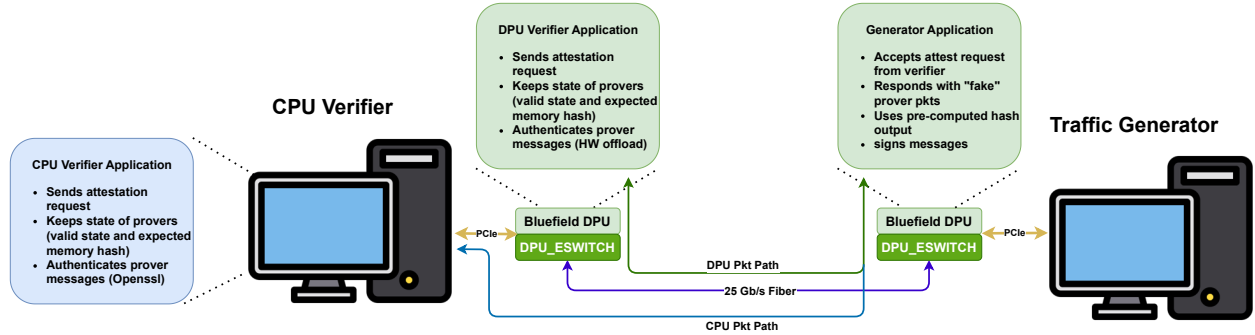 DPU Verifier Application
• Sends attestation
request
• Keeps state of provers
(valid state and expected
memory hash)
• Authenticates prover
messages (HW offload)
Generator Application
• Accepts attest request
from verifier
• Responds with "fake"
prover pkts
• Uses pre-computed hash
output
• signs messages
CPU Verifier
Traffic Generator
CPU Verifier Application
• Sends attestation
request
• Keeps state of provers
(valid state and expected
memory hash)
• Authenticates prover
messages (Openssl)
PCIe
Bluefield DPU
DPU_ESWITCH
Bluefield DPU
DPU_ESWITCH
PCIe
DPU Pkt Path
25 Gb/s Fiber
CPU Pkt Path